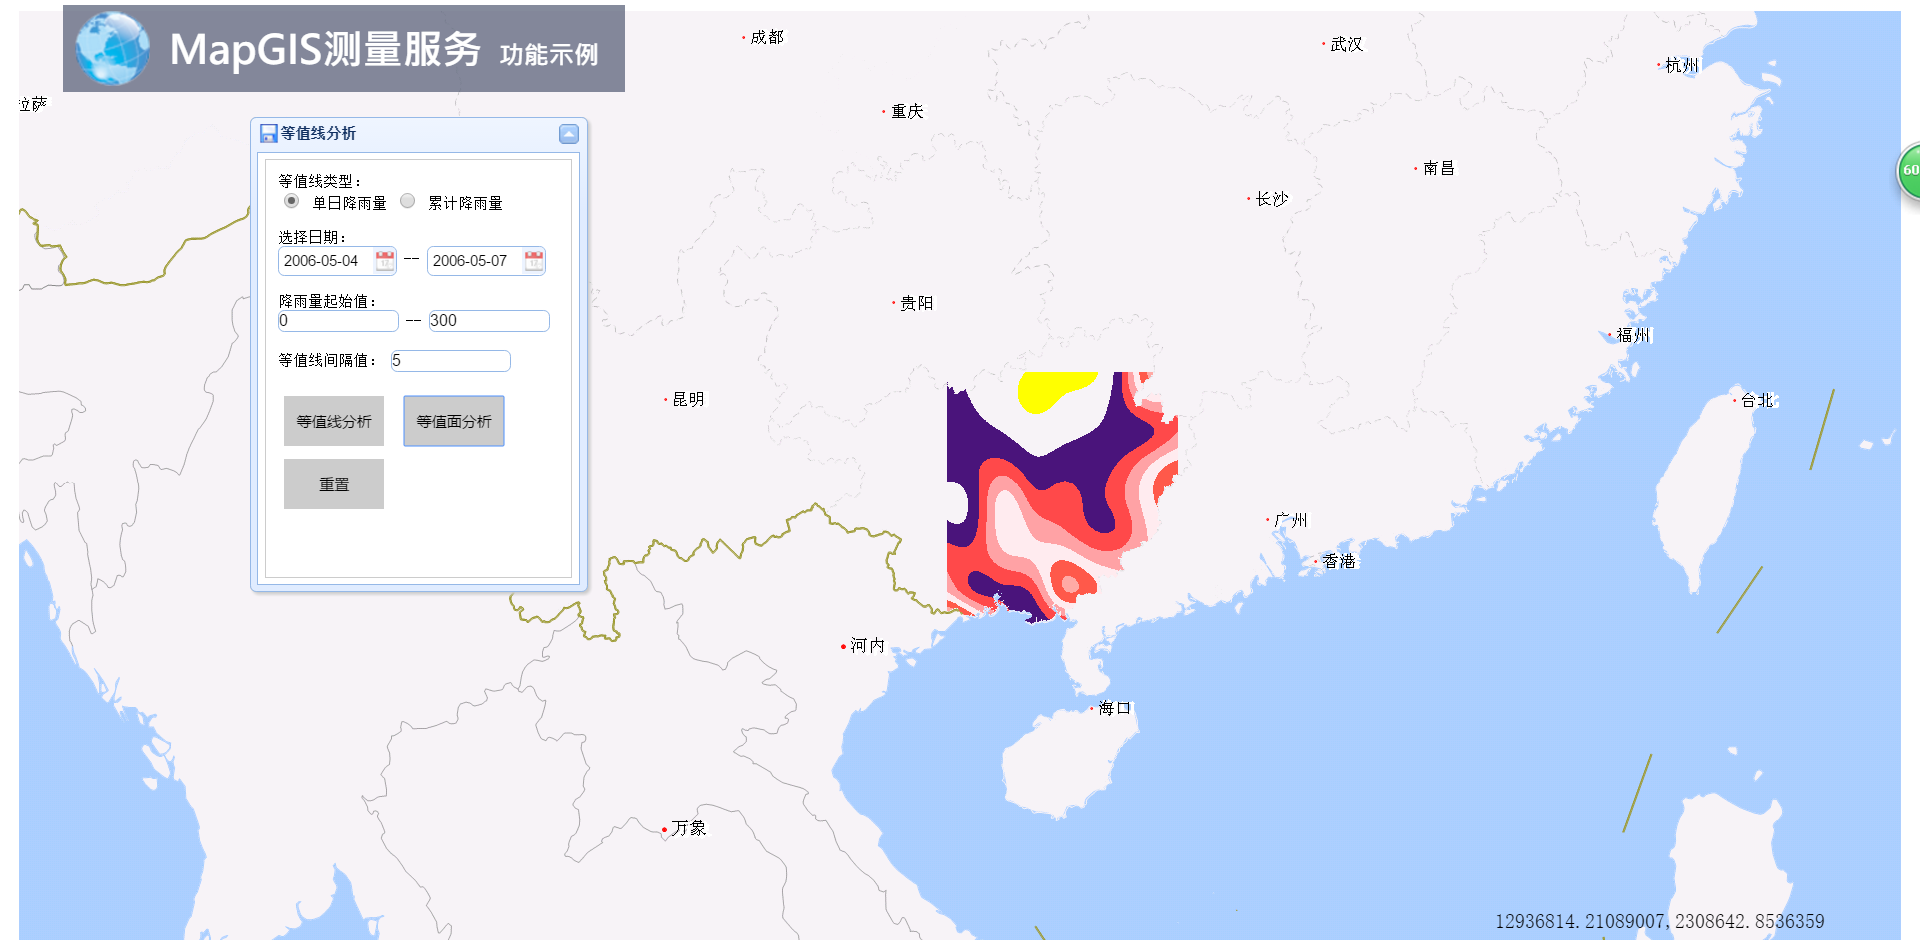 MapGIS测量服务 功能示例
成都
武汉
杭州
拉萨
重庆
等值线分析
南昌
等值线类型：
单日降雨量 累计降雨量
长沙
选择日期：
2006-05-04 -- 2006-05-07
降雨量起始值：
0 -- 300
贵阳
福州
等值线间隔值： 5
昆明
台北
等值线分析 等值面分析
重置
广州
香港
河内
海口
万象
12936814.21089007,2308642.8536359
60